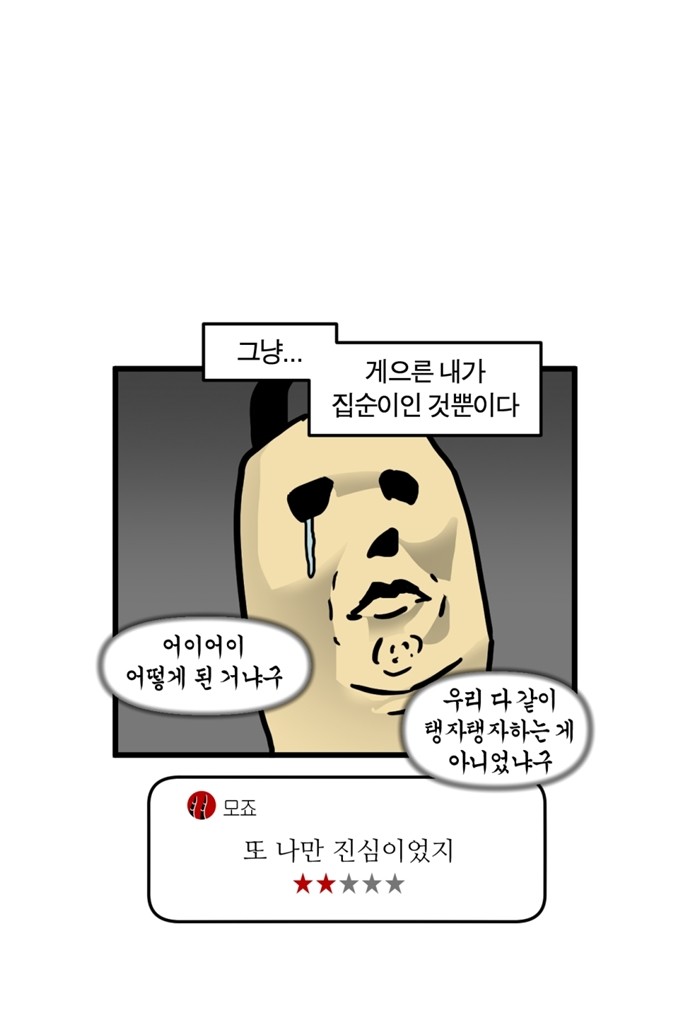 그냥...
게으른 내가
집순이인 것뿐이다
어이어이
어떻게 된 거냐구
우리 다 같이
탱자탱자하는 게
아니었냐구
모죠
또 나만 진심이었지
★★★★★